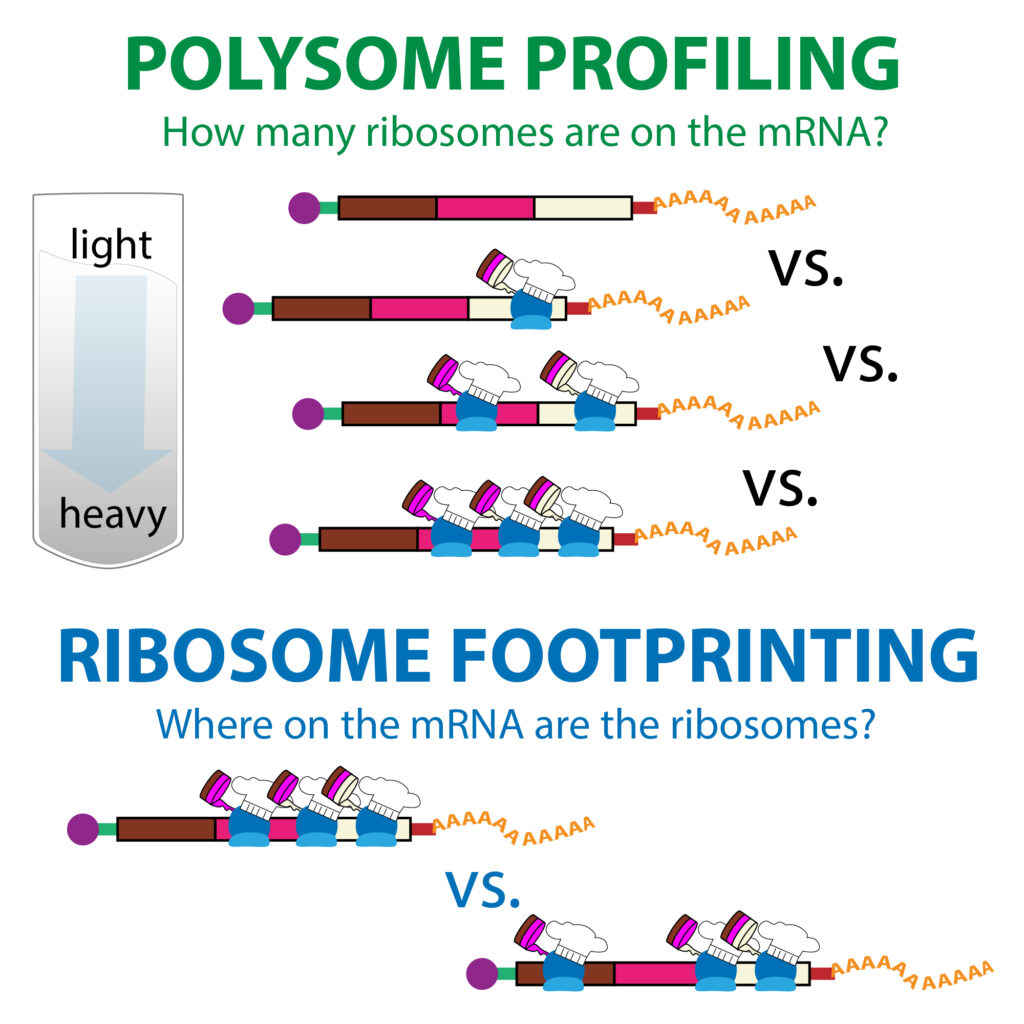 POLYSOME PROFILING
How many ribosomes are on the mRNA?
AAAAAAAAAAA
light
vs.
AAAAAAAAAAA
vs.
AAAAAAAAAAA
vs.
heavy
AAAAAAAAAAA
RIBOSOME FOOTPRINTING
Where on the mRNA are the ribosomes?
AAAAAAAAAAA
vs.
AAAAAAAAAAA